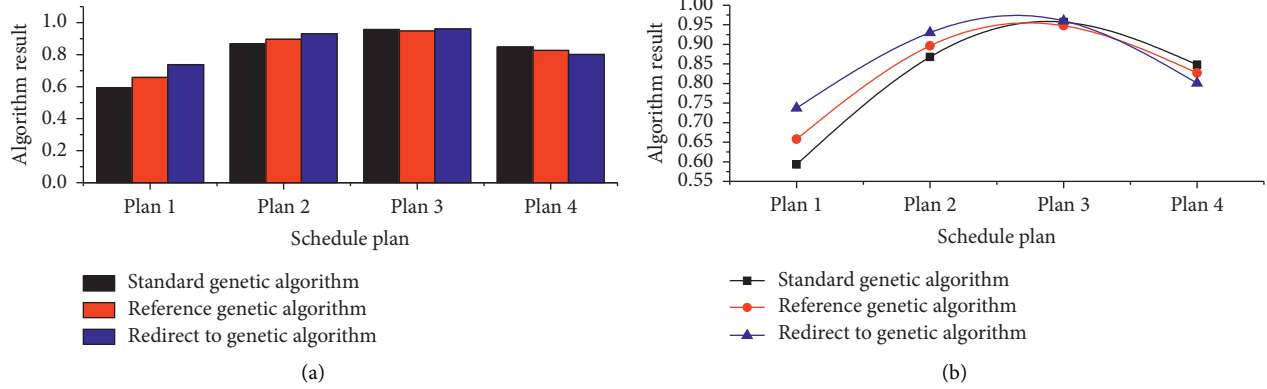 Algorithm result
1.0
0.8
0.6
0.4
0.2
0.0
Plan 1 Plan 2 Plan 3 Plan 4
Schedule plan
Standard genetic algorithm
Reference genetic algorithm
Redirect to genetic algorithm
(a)
Algorithm result
1.00
0.95
0.90
0.85
0.80
0.75
0.70
0.65
0.60
0.55
Plan 1 Plan 2 Plan 3 Plan 4
Schedule plan
Standard genetic algorithm
Reference genetic algorithm
Redirect to genetic algorithm
(b)